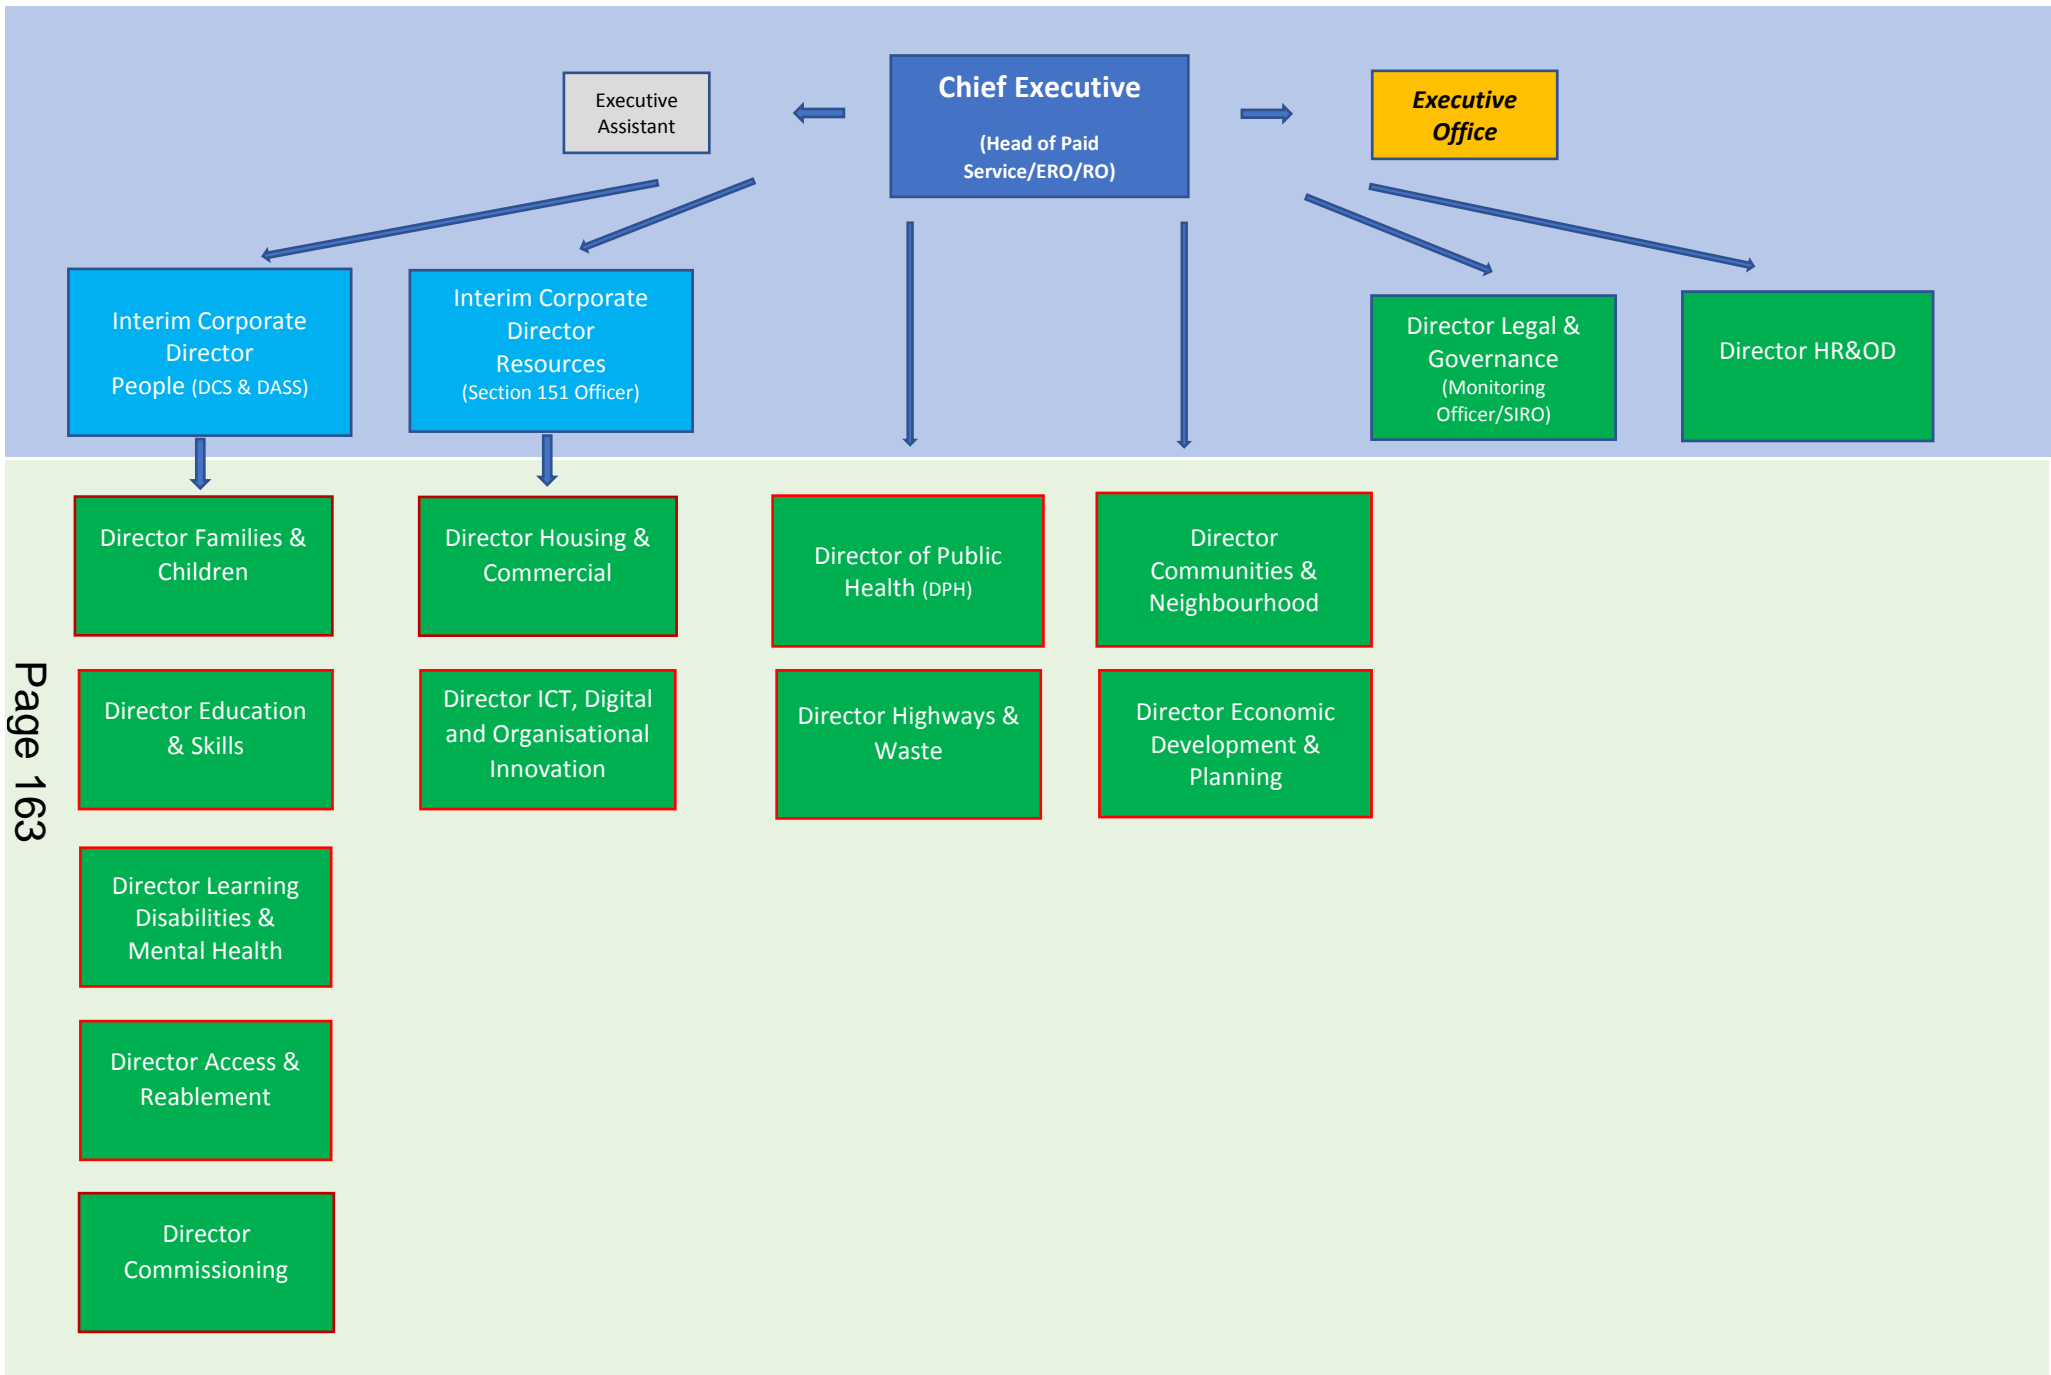 Executive
Assistant
Chief Executive
(Head of Paid
Service/ERO/RO)
Executive
Office
Interim Corporate
Director
People (DCS & DASS)
Interim Corporate
Director
Resources
(Section 151 Officer)
Director Legal &
Governance
(Monitoring
Officer/SIRO)
Director HR&OD
Director Families &
Children
Director Housing &
Commercial
Director of Public
Health (DPH)
Director
Communities &
Neighbourhood
Director Education
& Skills
Director ICT, Digital
and Organisational
Innovation
Director Highways &
Waste
Director Economic
Development &
Planning
Director Learning
Disabilities &
Mental Health
Director Access &
Reablement
Director
Commissioning
Page 163